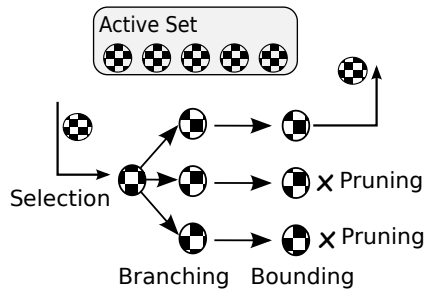 Active Set
Selection
Pruning
Pruning
Branching
Bounding